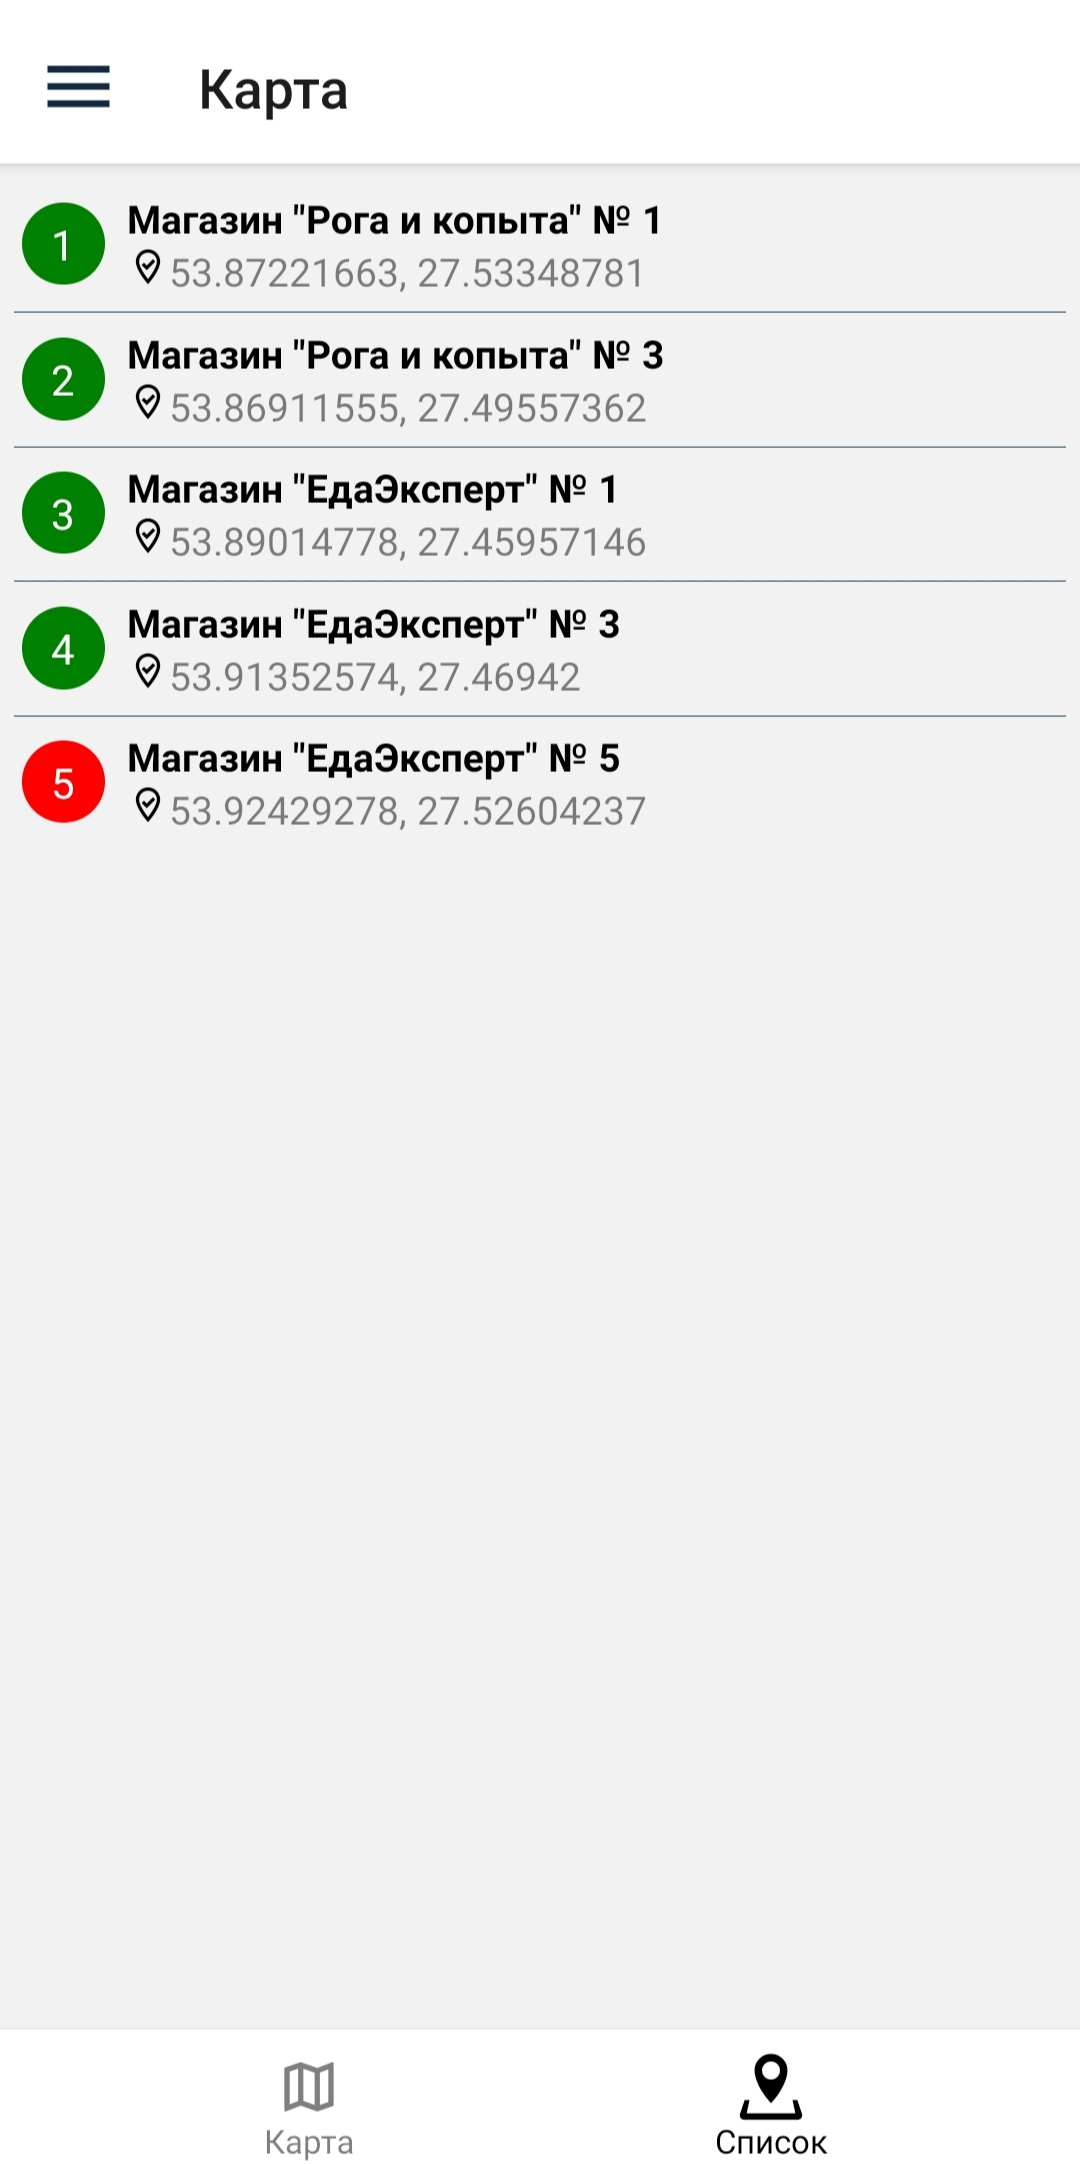 Карта
1
Магазин "Рога и копыта" № 1
53.87221663, 27.53348781
2
Магазин "Рога и копыта" № 3
53.86911555, 27.49557362
3
Магазин "ЕдаЭксперт" № 1
53.89014778, 27.45957146
4
Магазин "ЕдаЭксперт" № 3
53.91352574, 27.46942
5
Магазин "ЕдаЭксперт" № 5
53.92429278, 27.52604237
Карта
Список